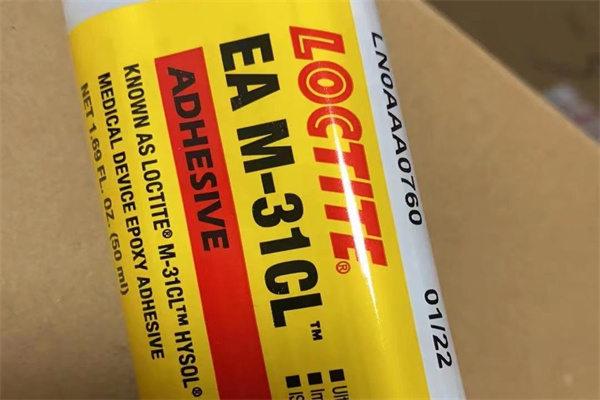 LN0AAA0760 01/22
LOCTITE®
EA M-31CL™
ADHESIVE
KNOWN AS LOCTITE® M-31CL™ HYSOL®
MEDICAL DEVICE EPOXY ADHESIVE
NET 1.69 FL. OZ. (50 ml)